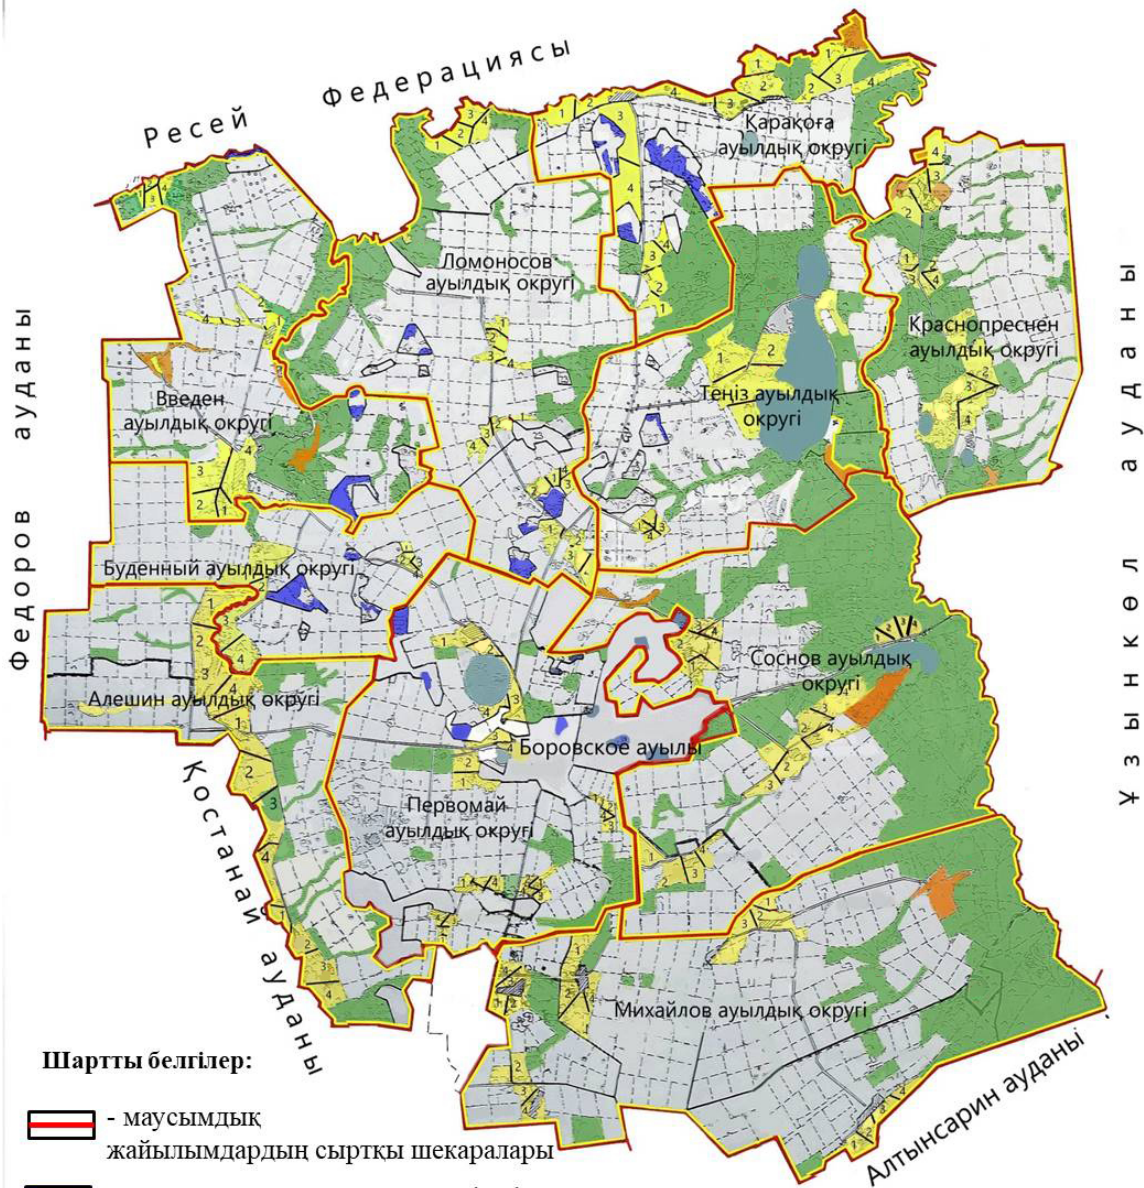 Ресей Федерациясы
Қарақоға
ауылдық округі
Ломоносов
ауылдық округі
Краснопреснен
ауылдық округі
Теңіз ауылдық
округі
Введен
ауылдық округі
Федоров ауданы
Ұзынкөл ауданы
Буденный ауылдық округі
Соснов ауылдық
округі
Алешин ауылдық округі
Боровское ауылы
Первомай
ауылдық округі
Қостанай ауданы
Михайлов ауылдық округі
Алтынсарин ауданы
Шартты белгілер:
- маусымдық
жайылымдардың сыртқы шекаралары